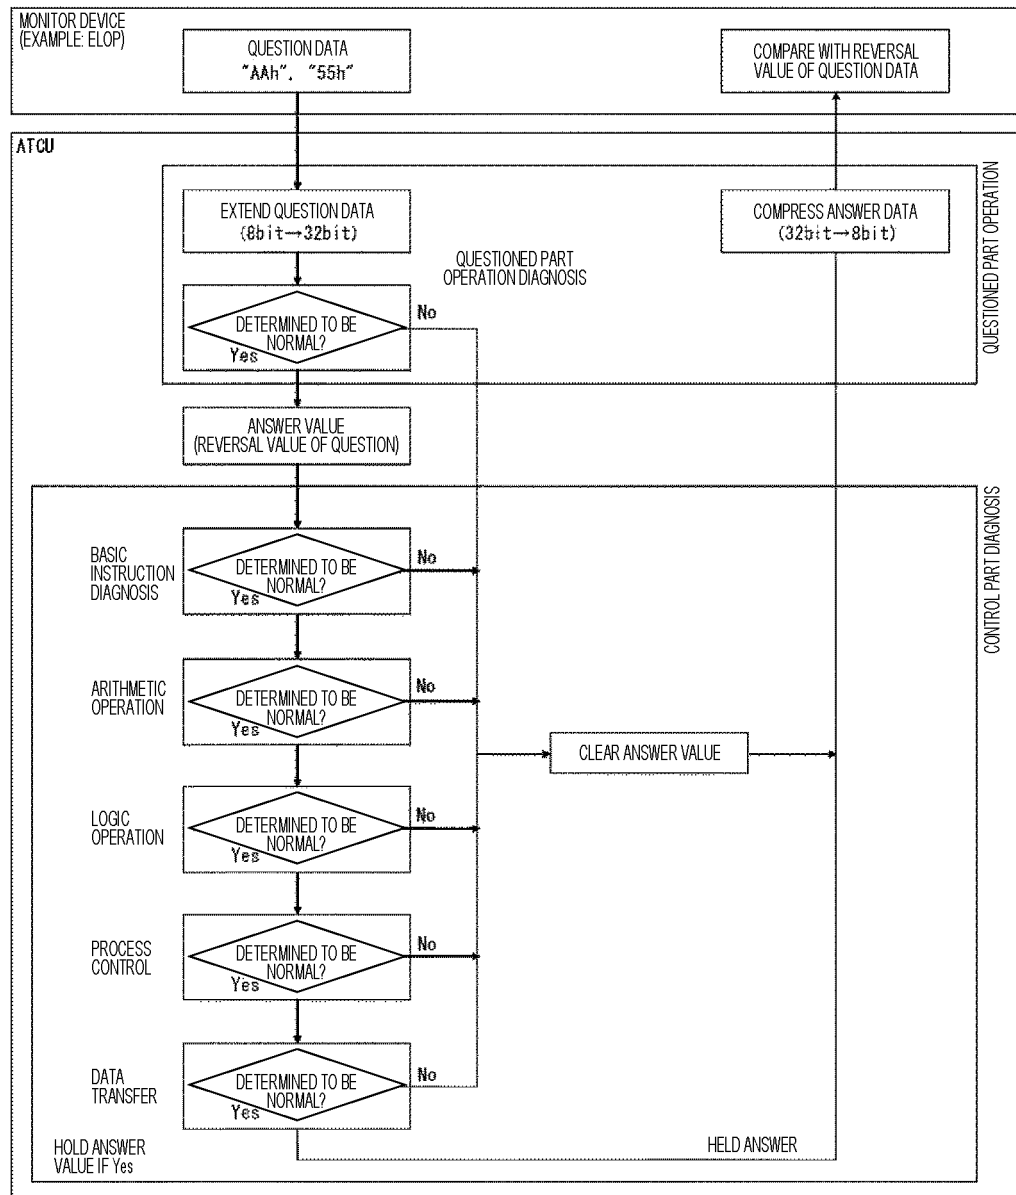 MONITOR DEVICE
(EXAMPLE: ELOP)
QUESTION DATA
"AAh", "55h"
COMPARE WITH REVERSAL
VALUE OF QUESTION DATA
ATCU
EXTEND QUESTION DATA
(8bit→32bit)
COMPRESS ANSWER DATA
(32bit→8bit)
QUESTIONED PART OPERATION
QUESTIONED PART
OPERATION DIAGNOSIS
DETERMINED TO BE
NORMAL?
No
Yes
ANSWER VALUE
(REVERSAL VALUE OF QUESTION)
CONTROL PART DIAGNOSIS
BASIC
INSTRUCTION
DIAGNOSIS
DETERMINED TO BE
NORMAL?
No
Yes
ARITHMETIC
OPERATION
DETERMINED TO BE
NORMAL?
No
Yes
CLEAR ANSWER VALUE
LOGIC
OPERATION
DETERMINED TO BE
NORMAL?
No
Yes
PROCESS
CONTROL
DETERMINED TO BE
NORMAL?
No
Yes
DATA
TRANSFER
DETERMINED TO BE
NORMAL?
No
Yes
HOLD ANSWER
VALUE IF Yes
HELD ANSWER